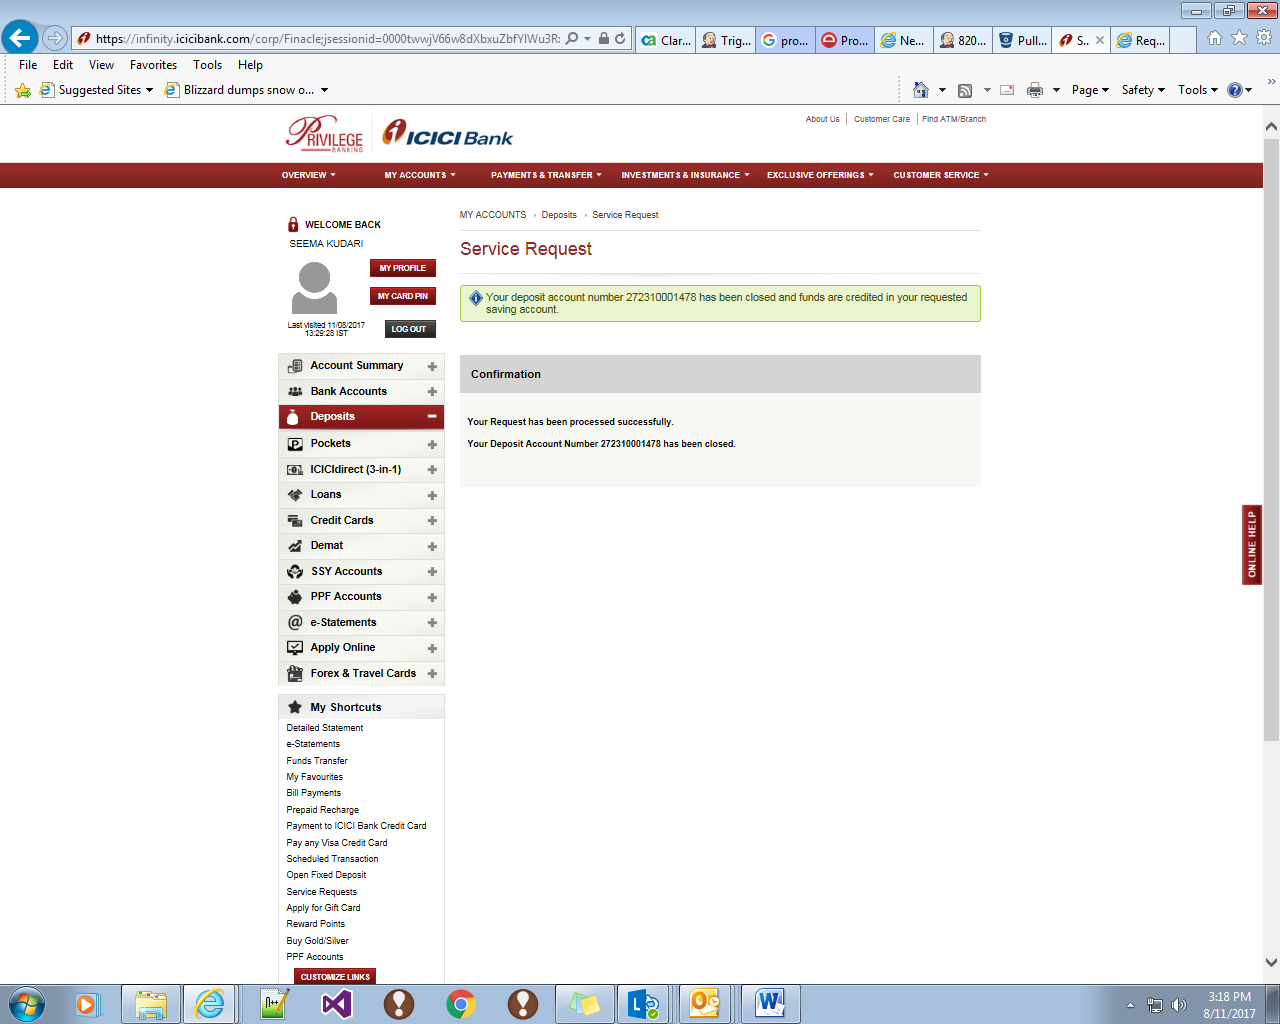 https://infinity.icicibank.com/corp/Finacle;jsessionid=0000twwjV66w8dXbxuZbfYlWu3R:
Clar...
Trig...
pro...
Pro...
Ne...
820...
Pull...
S..
Req...
File Edit View Favorites Tools Help
Suggested Sites
Blizzard dumps snow o...
Page Safety Tools
PRIVILEGE
BANKING
ICICI Bank
About Us Customer Care Find ATM/Branch
OVERVIEW MY ACCOUNTS PAYMENTS & TRANSFER INVESTMENTS & INSURANCE EXCLUSIVE OFFERINGS CUSTOMER SERVICE
WELCOME BACK
SEEMA KUDARI
MY PROFILE
MY CARD PIN
Last visited 11/08/2017
13:29:28 IST
LOG OUT
MY ACCOUNTS Deposits Service Request
Service Request
Your deposit account number 272310001478 has been closed and funds are credited in your requested
saving account.
Confirmation
Your Request has been processed successfully.
Your Deposit Account Number 272310001478 has been closed.
Account Summary
Bank Accounts
Deposits
Pockets
ICICIdirect (3-in-1)
Loans
Credit Cards
Demat
SSY Accounts
PPF Accounts
e-Statements
Apply Online
Forex & Travel Cards
My Shortcuts
Detailed Statement
e-Statements
Funds Transfer
My Favourites
Bill Payments
Prepaid Recharge
Payment to ICICI Bank Credit Card
Pay any Visa Credit Card
Scheduled Transaction
Open Fixed Deposit
Service Requests
Apply for Gift Card
Reward Points
Buy Gold/Silver
PPF Accounts
CUSTOMIZE LINKS
ONLINE HELP
3:18 PM
8/11/2017